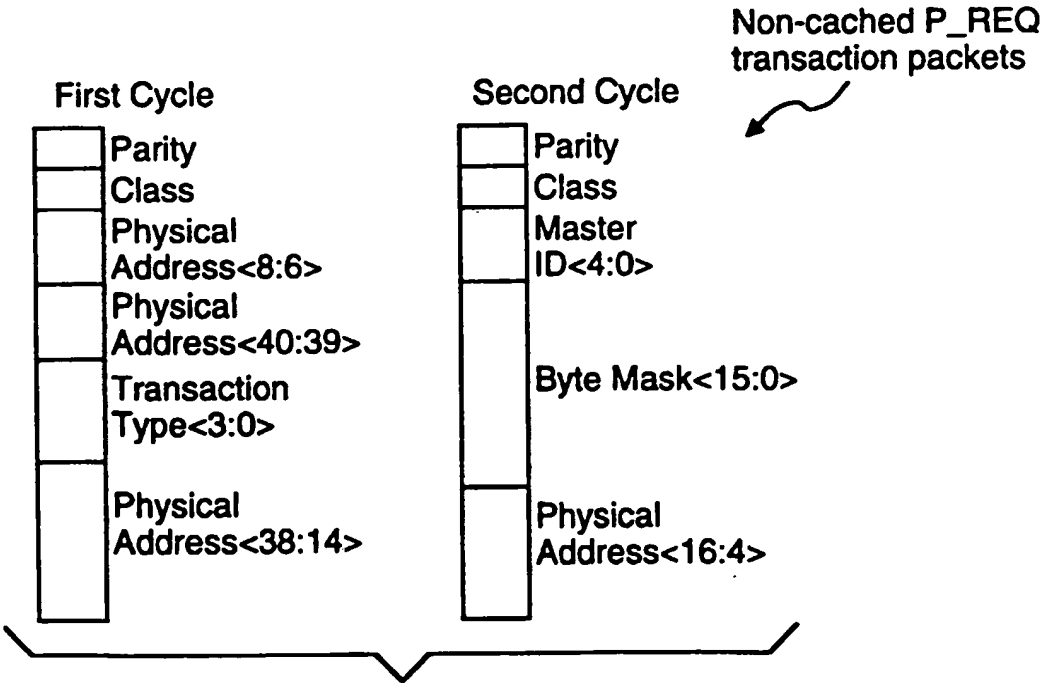 Non-cached P_REQ
transaction packets
First Cycle
Parity
Class
Physical
Address<8:6>
Physical
Address<40:39>
Transaction
Type<3:0>
Physical
Address<38:14>
Second Cycle
Parity
Class
Master
ID<4:0>
Byte Mask<15:0>
Physical
Address<16:4>